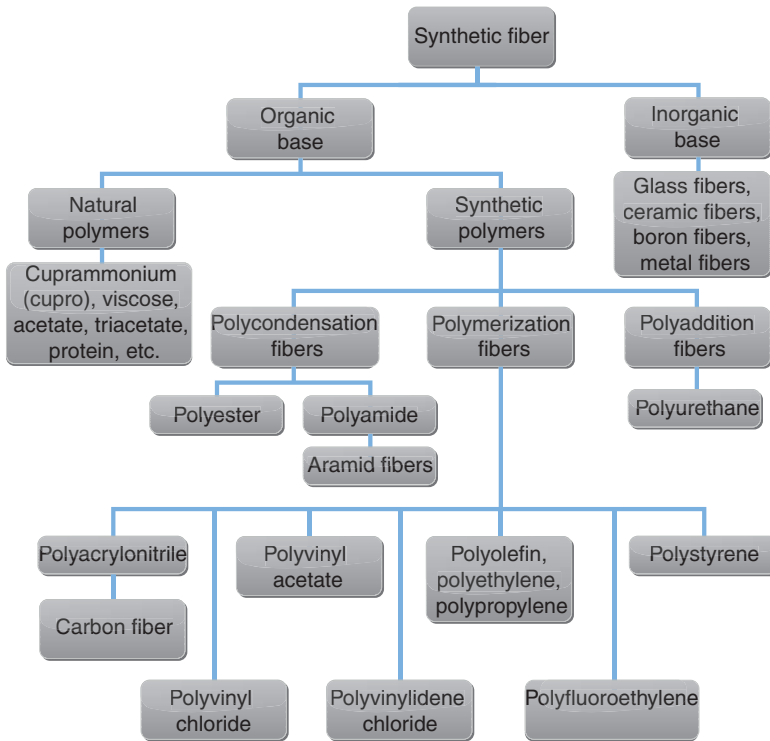 Synthetic fiber
Organic
base
Inorganic
base
Natural
polymers
Synthetic
polymers
Glass fibers,
ceramic fibers,
boron fibers,
metal fibers
Cuprammonium
(cupro), viscose,
acetate, triacetate,
protein, etc.
Polycondensation
fibers
Polymerization
fibers
Polyaddition
fibers
Polyester
Polyamide
Polyurethane
Aramid fibers
Polyacrylonitrile
Polyvinyl
acetate
Polyolefin,
polyethylene,
polypropylene
Polystyrene
Carbon fiber
Polyvinyl
chloride
Polyvinylidene
chloride
Polyfluoroethylene